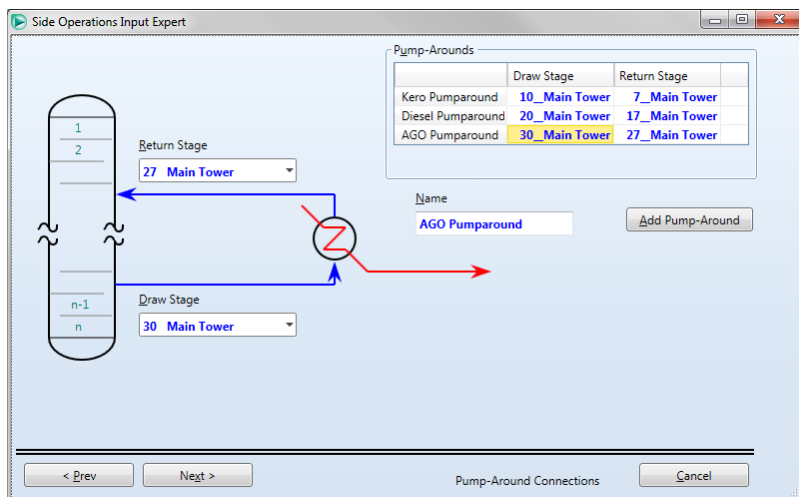 Side Operations Input Expert
Pump-Arounds
Draw Stage Return Stage
Kero Pumparound 10__Main Tower 7__Main Tower
Diesel Pumparound 20__Main Tower 17__Main Tower
AGO Pumparound 30__Main Tower 27__Main Tower
1
2
Return Stage
27 Main Tower
Name
AGO Pumparound
Add Pump-Around
n-1
n
Draw Stage
30 Main Tower
< Prev
Next >
Pump-Around Connections
Cancel